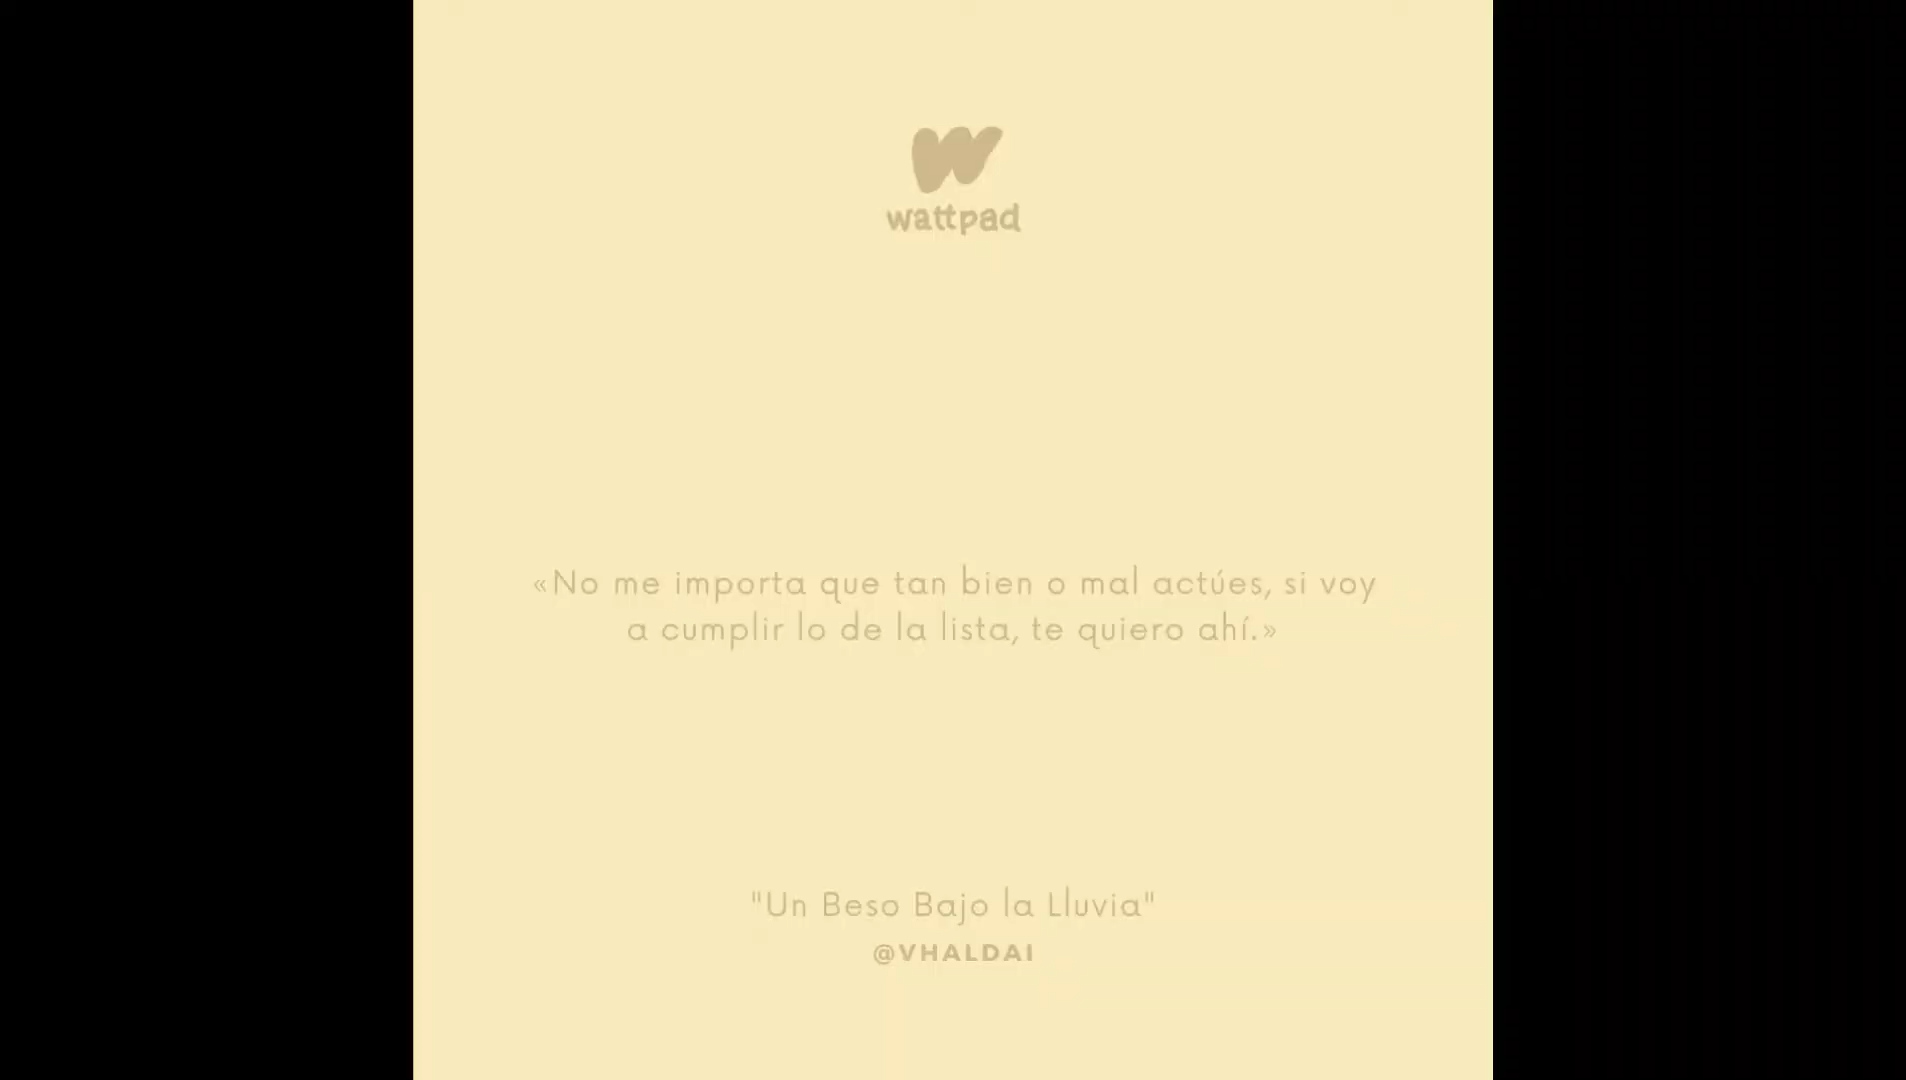 wattpad
«No me importa que tan bien o mal actúes, si voy
a cumplir lo de la lista, te quiero ahí.»
"Un Beso Bajo la Lluvia"
@VHALDAI